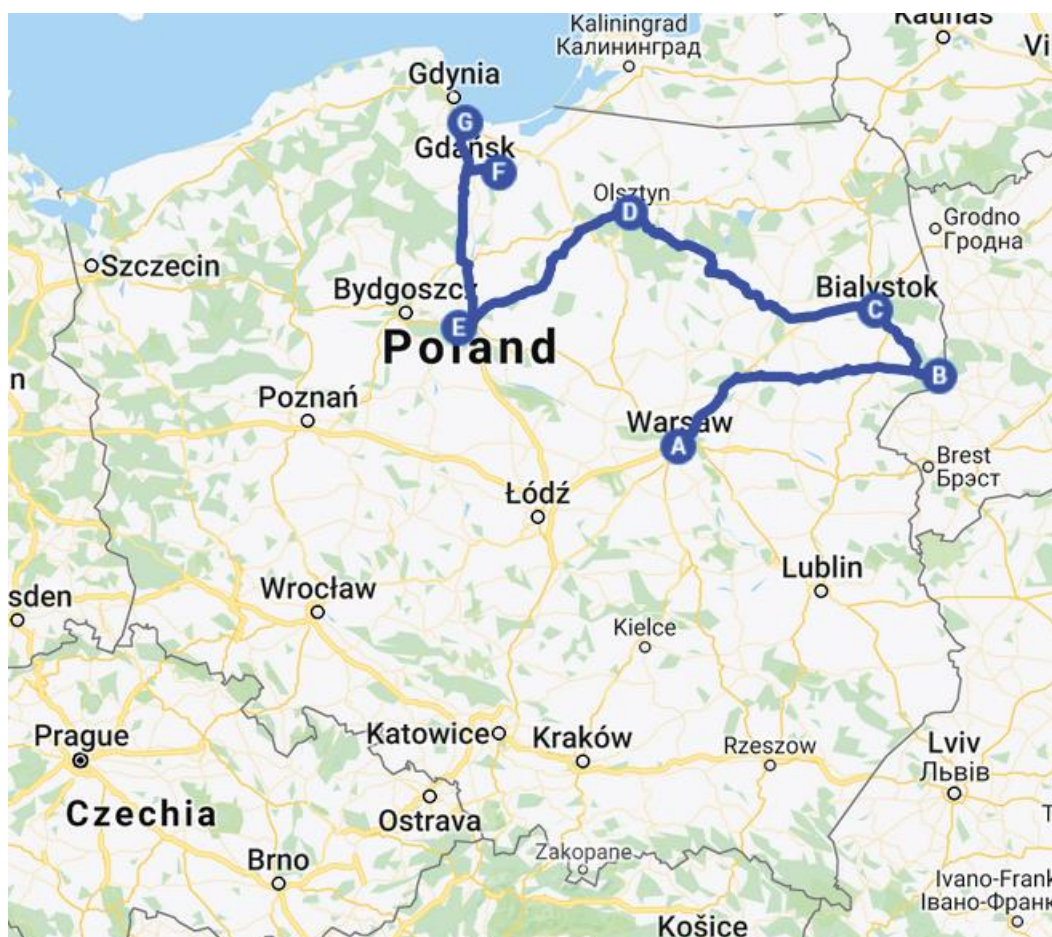 Kaliningrad
Калининград
Kaunas
Vi
Gdynia
G
Gdańsk
F
Olsztyn
D
Grodno
Гродна
Szczecin
Bydgoszcz
Bialystok
C
E
Poland
B
n
Poznań
Warsaw
A
Brest
Брэст
Łódź
Lublin
sden
Wrocław
Kielce
Prague
Katowice
Kraków
Rzeszow
Lviv
Львів
Czechia
Ostrava
T
Zakopane
Brno
Ivano-Frank
Івано-Франк
Košice